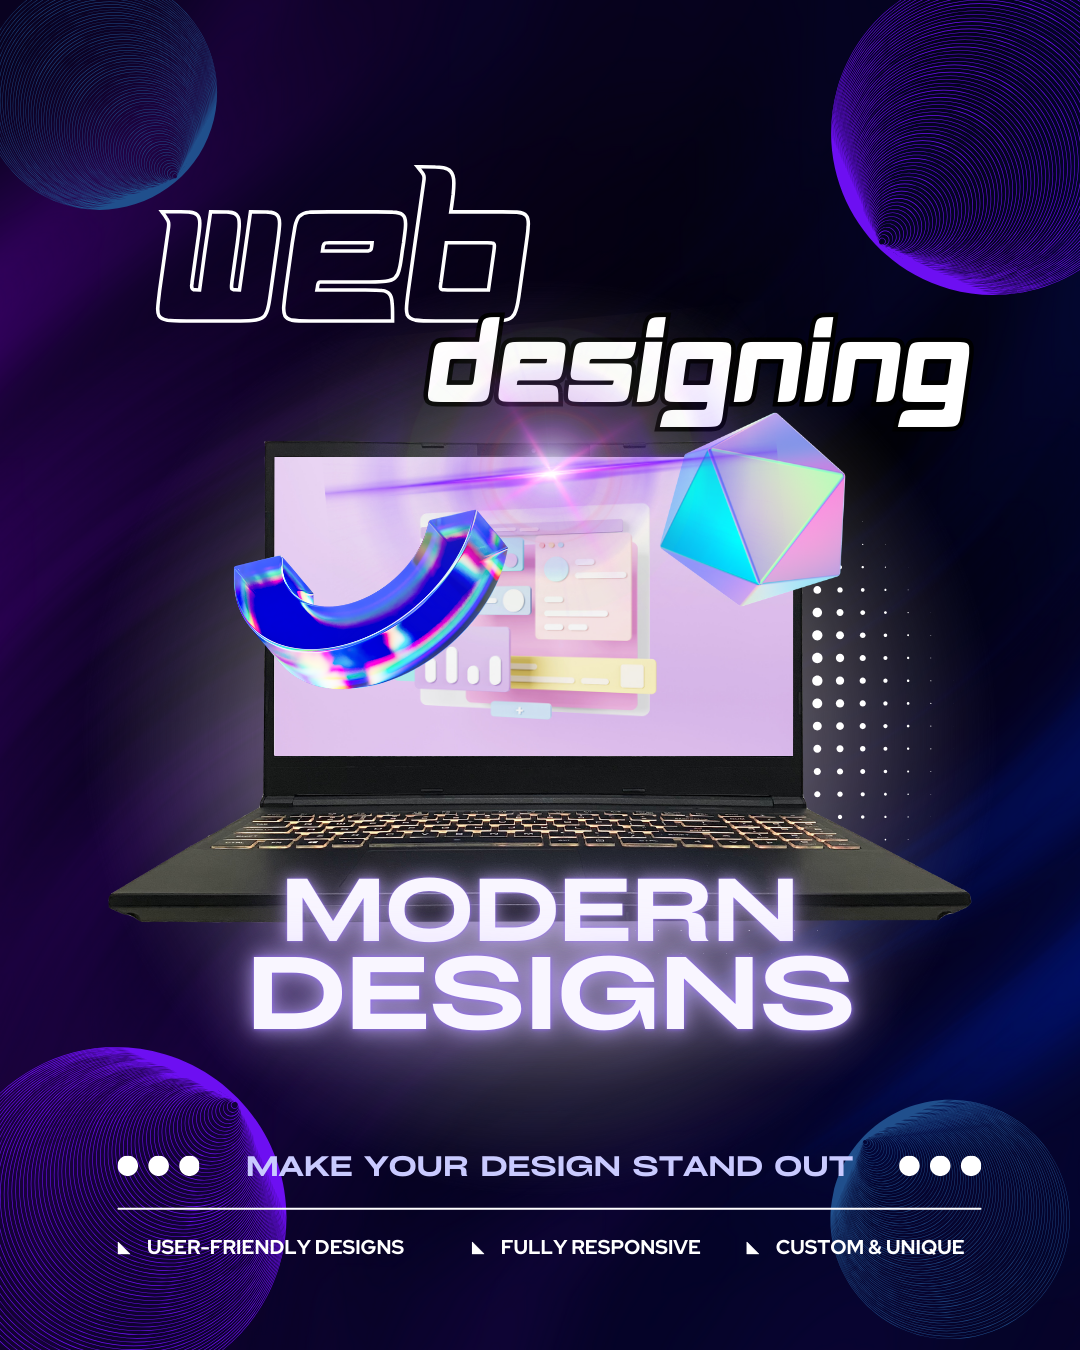 web
designing
MODERN
DESIGNS
MAKE YOUR DESIGN STAND OUT
USER-FRIENDLY DESIGNS
FULLY RESPONSIVE
CUSTOM & UNIQUE